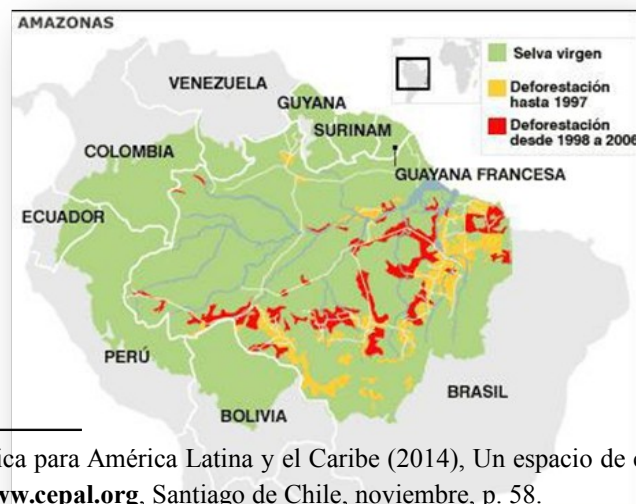 AMAZONAS
Selva virgen
Deforestación
hasta 1997
Deforestación
desde 1998 a 2006
VENEZUELA
GUYANA
SURINAM
COLOMBIA
GUAYANA FRANCESA
ECUADOR
PERÚ
BRASIL
BOLIVIA
ica para América Latina y el Caribe (2014), Un espacio de
ww.cepal.org, Santiago de Chile, noviembre, p. 58.